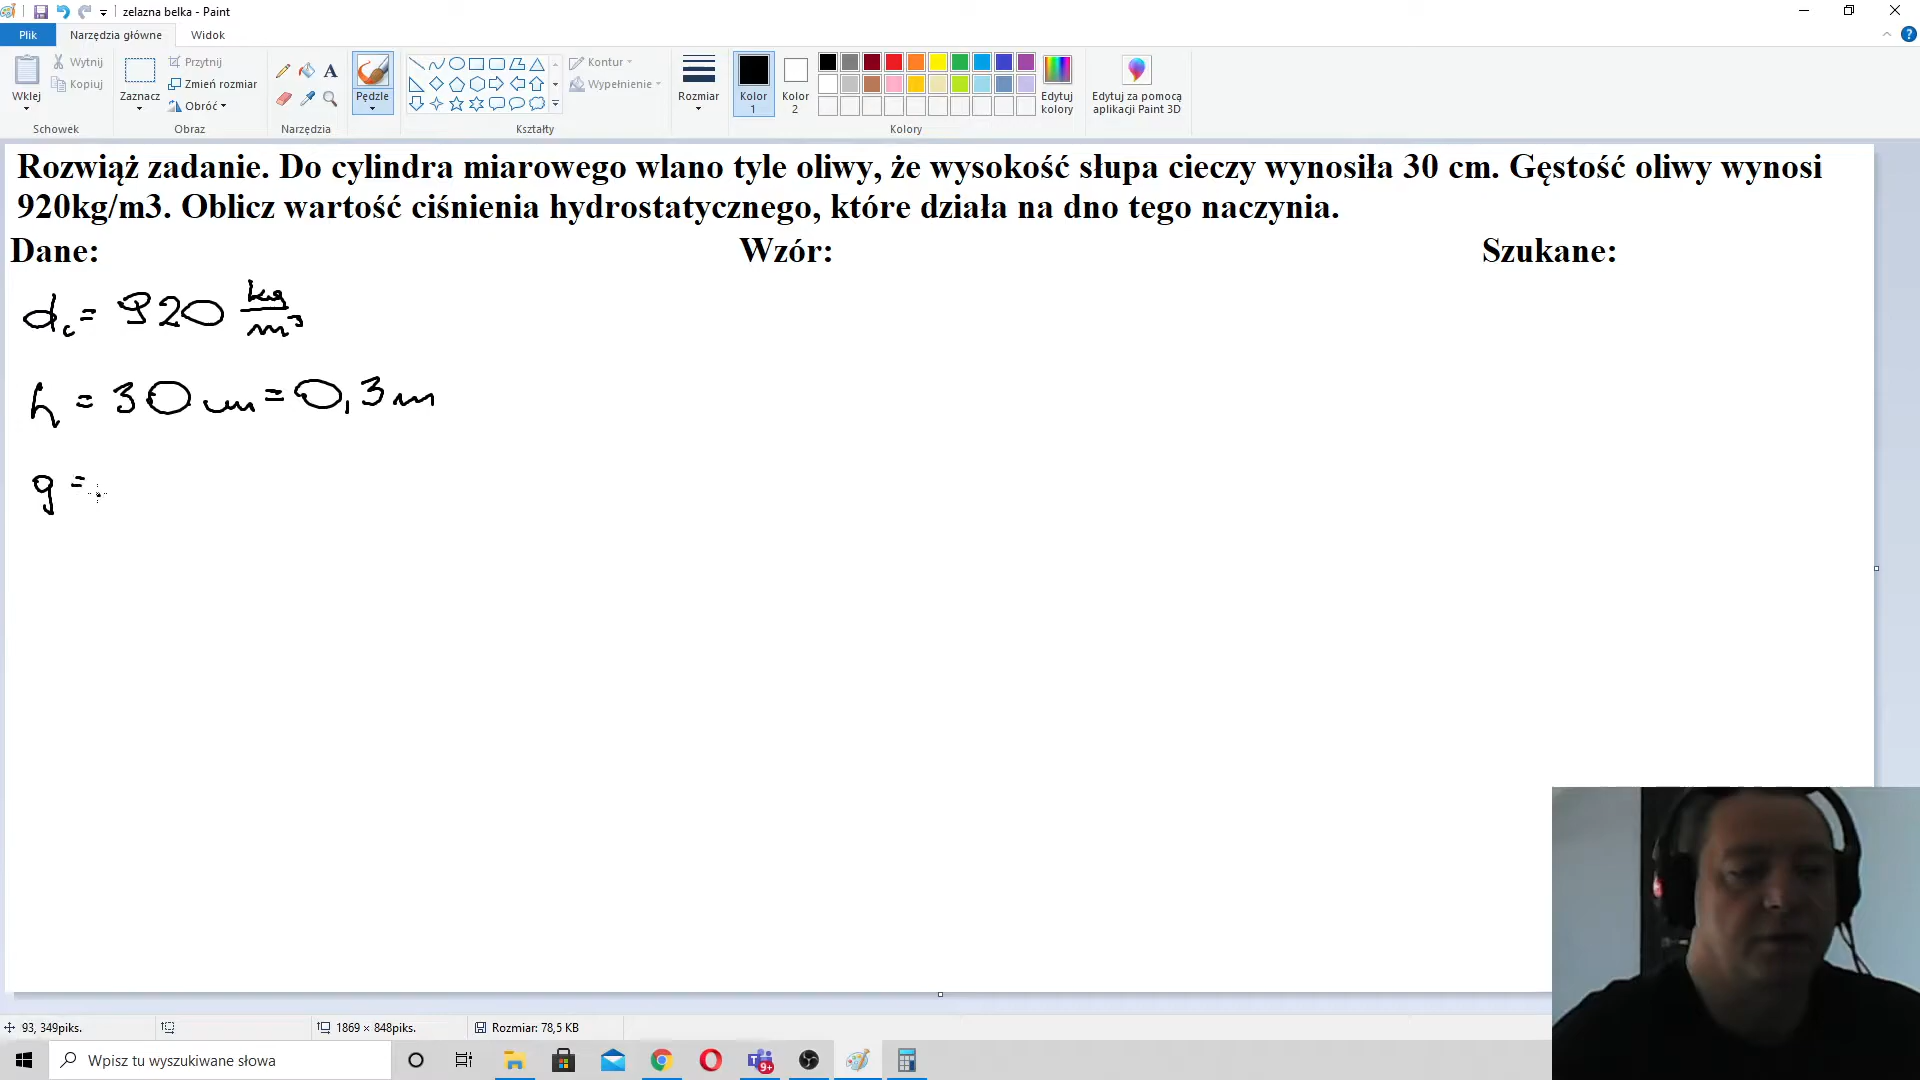 zelazna belka - Paint
Plik Narzędzia główne Widok
Wklej Wytnij Kopiuj
Zaznacz Przytnij Zmień rozmiar Obróć
A
Pędzle
Kontur Wypełnienie
Rozmiar
Kolor 1 Kolor 2
Edytuj kolory
Edytuj za pomocą aplikacji Paint 3D
Schowek Obraz Narzędzia Kształty Kolory
Rozwiąż zadanie. Do cylindra miarowego wlano tyle oliwy, że wysokość słupa cieczy wynosiła 30 cm. Gęstość oliwy wynosi
920kg/m3. Oblicz wartość ciśnienia hydrostatycznego, które działa na dno tego naczynia.
Dane: Wzór: Szukane:
d_c = 920 kg/m³
h = 30 cm = 0,3 m
g =
93, 349piks. 1869 × 848piks. Rozmiar: 78,5 KB
Wpisz tu wyszukiwane słowa
9+